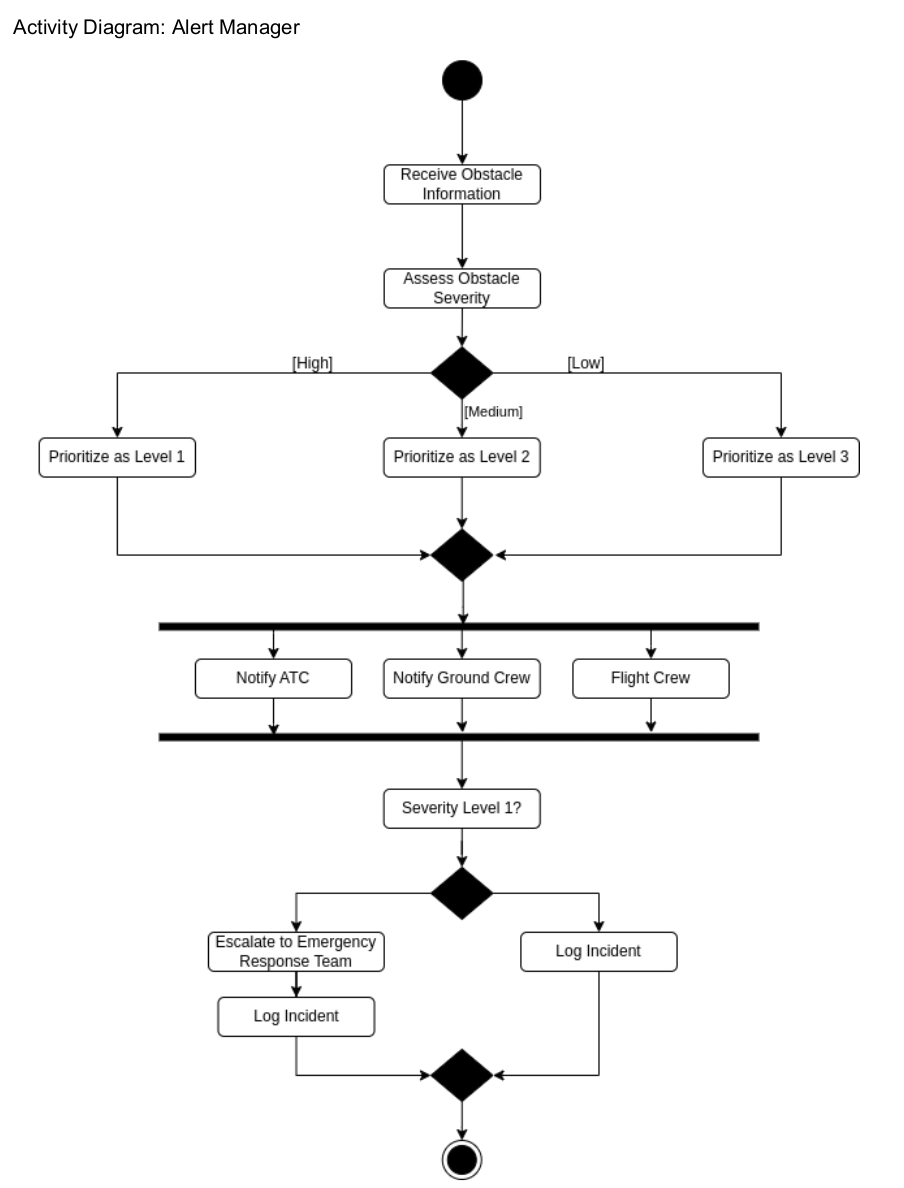 Activity Diagram: Alert Manager
Receive Obstacle
Information
Assess Obstacle
Severity
[High]
[Low]
[Medium]
Prioritize as Level 1
Prioritize as Level 2
Prioritize as Level 3
Notify ATC
Notify Ground Crew
Flight Crew
Severity Level 1?
Escalate to Emergency
Response Team
Log Incident
Log Incident